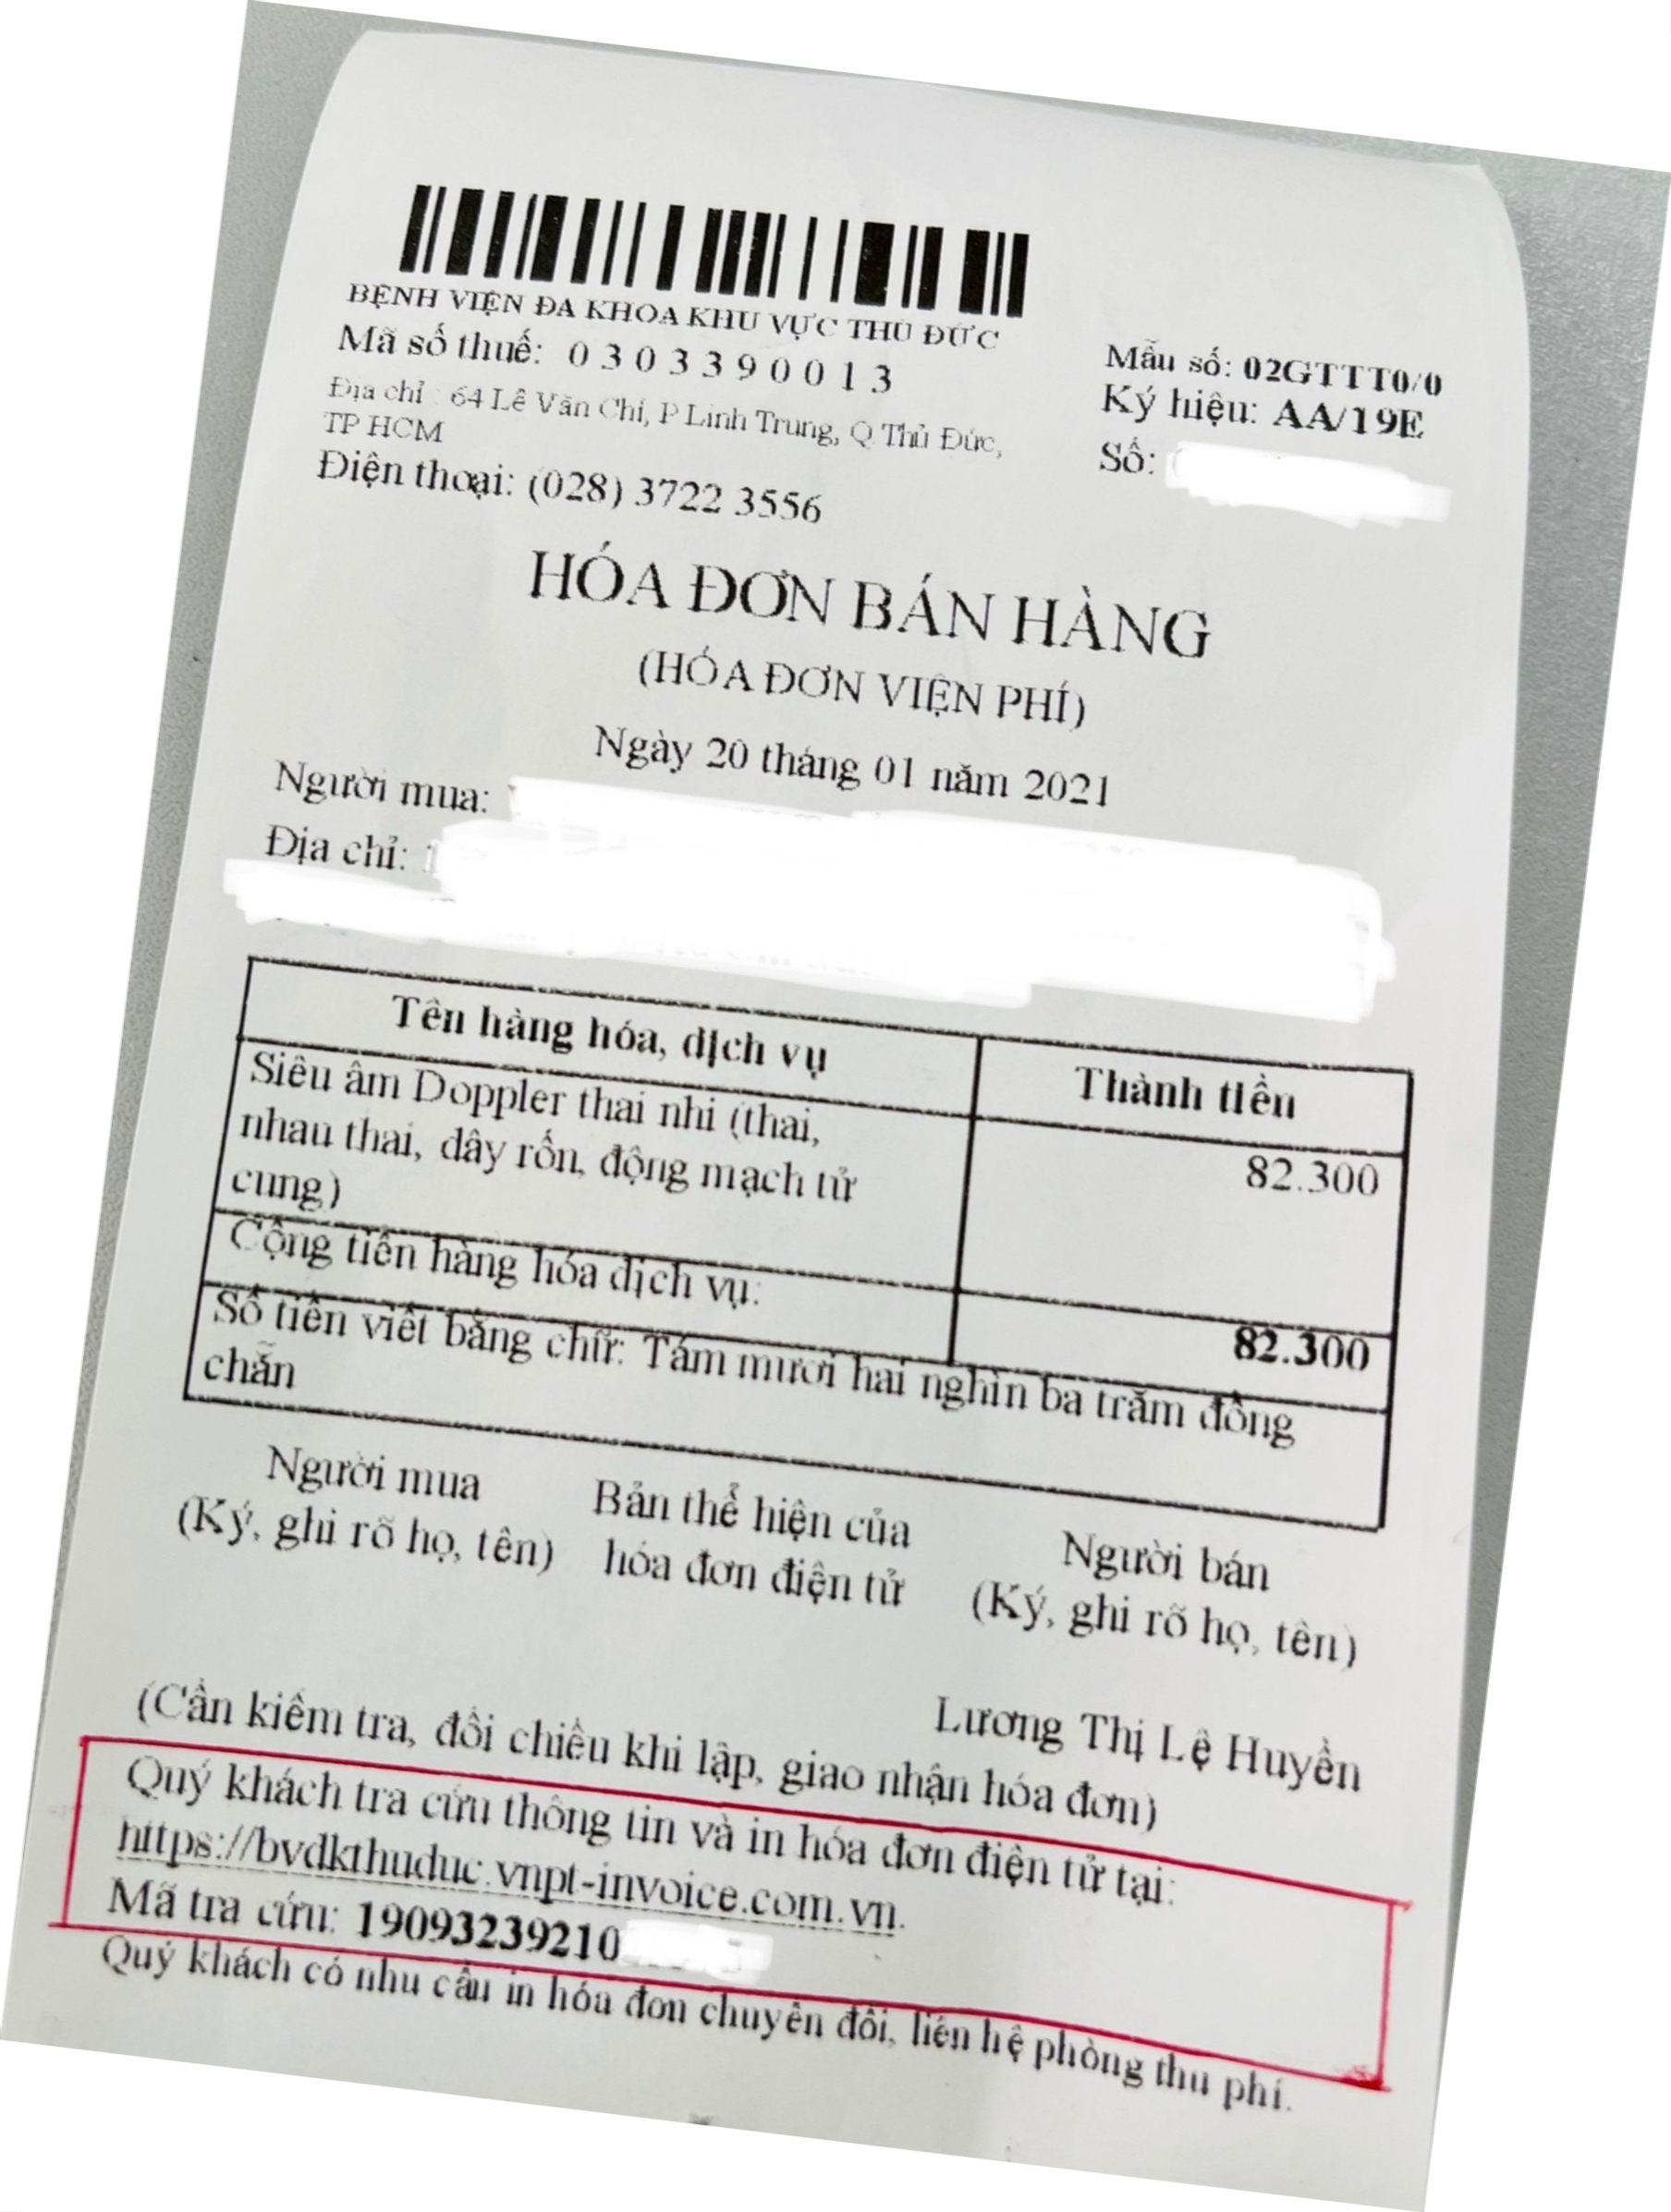 BỆNH VIỆN ĐA KHOA KHU VỰC THỦ ĐỨC
Mã số thuế: 0 3 0 3 3 9 0 0 1 3
Địa chỉ : 64 Lê Văn Chí, P Linh Trung, Q Thủ Đức,
TP HCM
Điện thoại: (028) 3722 3556
Mẫu số: 02GTTT0/0
Ký hiệu: AA/19E
Số:
HÓA ĐƠN BÁN HÀNG
(HÓA ĐƠN VIỆN PHÍ)
Ngày 20 tháng 01 năm 2021
Người mua:
Địa chỉ:
Tên hàng hóa, dịch vụ
Thành tiền
Siêu âm Doppler thai nhi (thai,
nhau thai, dây rốn, động mạch tử
cung)
82.300
Cộng tiền hàng hóa dịch vụ:
82.300
Số tiền viết bằng chữ: Tám mươi hai nghìn ba trăm đồng
chẵn
Người mua
(Ký, ghi rõ họ, tên)
Bản thể hiện của
hóa đơn điện tử
Người bán
(Ký, ghi rõ họ, tên)
Lương Thị Lệ Huyền
(Cần kiểm tra, đối chiếu khi lập, giao nhận hóa đơn)
Quý khách tra cứu thông tin và in hóa đơn điện tử tại:
https://bvdkthuduc.vnpt-invoice.com.vn.
Mã tra cứu: 19093239210
Quý khách có nhu cầu in hóa đơn chuyển đổi, liên hệ phòng thu phí.